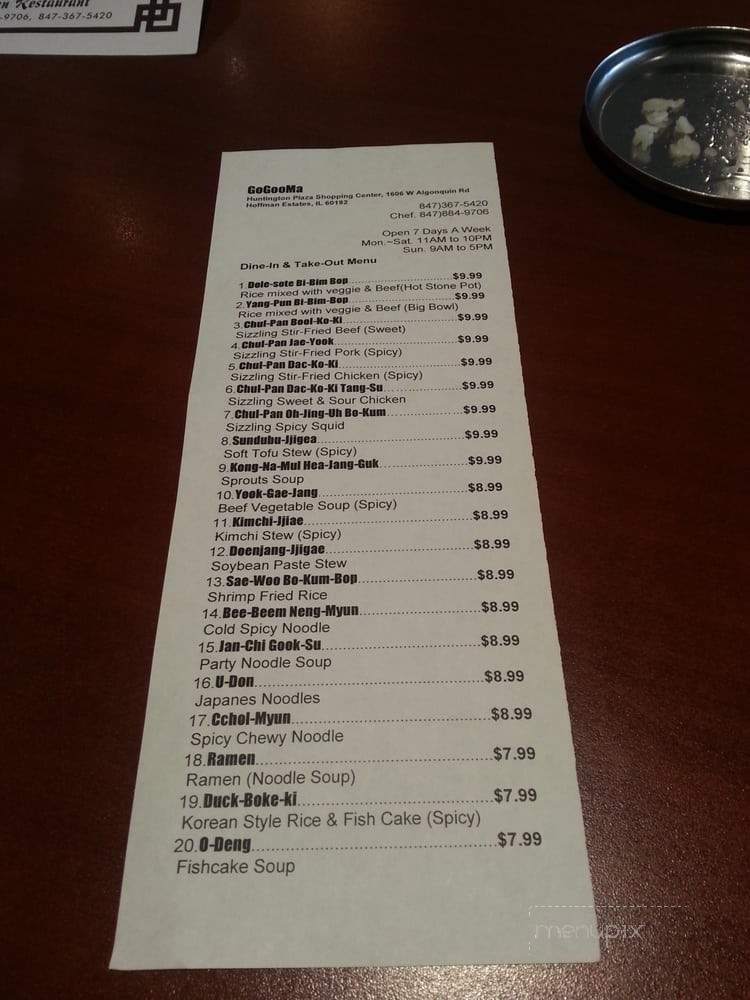 Restaurant
-9706, 847-367-5420
GoGooMa
Huntington Plaza Shopping Center, 1606 W Algonquin Rd
Hoffman Estates, IL 60192
847)367-5420
Chef. 847)884-9706
Open 7 Days A Week
Mon.~Sat. 11AM to 10PM
Sun. 9AM to 5PM
Dine-In & Take-Out Menu
1.Dole-sote Bi-Bim Bop..............................$9.99
Rice mixed with veggie & Beef(Hot Stone Pot)
2.Yang-Pun Bi-Bim-Bop..............................$9.99
Rice mixed with veggie & Beef (Big Bowl)
3.Chul-Pan Bool-Ko-Ki..............................$9.99
Sizzling Stir-Fried Beef (Sweet)
4.Chul-Pan Jae-Yook..............................$9.99
Sizzling Stir-Fried Pork (Spicy)
5.Chul-Pan Dac-Ko-Ki..............................$9.99
Sizzling Stir-Fried Chicken (Spicy)
6.Chul-Pan Dac-Ko-Ki Tang-Su....................$9.99
Sizzling Sweet & Sour Chicken
7.Chul-Pan Oh-Jing-Uh Bo-Kum....................$9.99
Sizzling Spicy Squid
8.Sundubu-Jjigea..............................$9.99
Soft Tofu Stew (Spicy)
9.Kong-Na-Mul Hea-Jang-Guk....................$9.99
Sprouts Soup
10.Yook-Gae-Jang..............................$8.99
Beef Vegetable Soup (Spicy)
11.Kimchi-Jjiae..............................$8.99
Kimchi Stew (Spicy)
12.Doenjang-Jjigae..............................$8.99
Soybean Paste Stew
13.Sae-Woo Bo-Kum-Bop....................$8.99
Shrimp Fried Rice
14.Bee-Beem Neng-Myun....................$8.99
Cold Spicy Noodle
15.Jan-Chi Gook-Su..............................$8.99
Party Noodle Soup
16.U-Don..............................$8.99
Japanes Noodles
17.Cchol-Myun..............................$8.99
Spicy Chewy Noodle
18.Ramen..............................$7.99
Ramen (Noodle Soup)
19.Duck-Boke-ki..............................$7.99
Korean Style Rice & Fish Cake (Spicy)
20.O-Deng..............................$7.99
Fishcake Soup
menupix